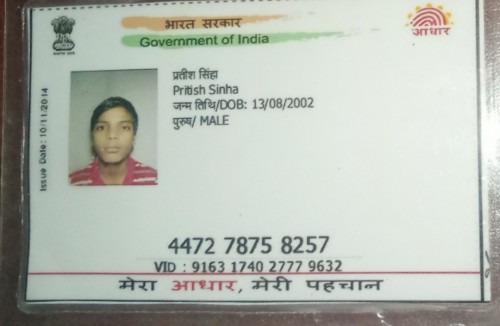 भारत सरकार
Government of India
आधार
Issue Date: 10/11/2014
प्रतीश सिंहा
Pritish Sinha
जन्म तिथि/DOB: 13/08/2002
पुरुष/ MALE
4472 7875 8257
VID : 9163 1740 2777 9632
मेरा आधार, मेरी पहचान